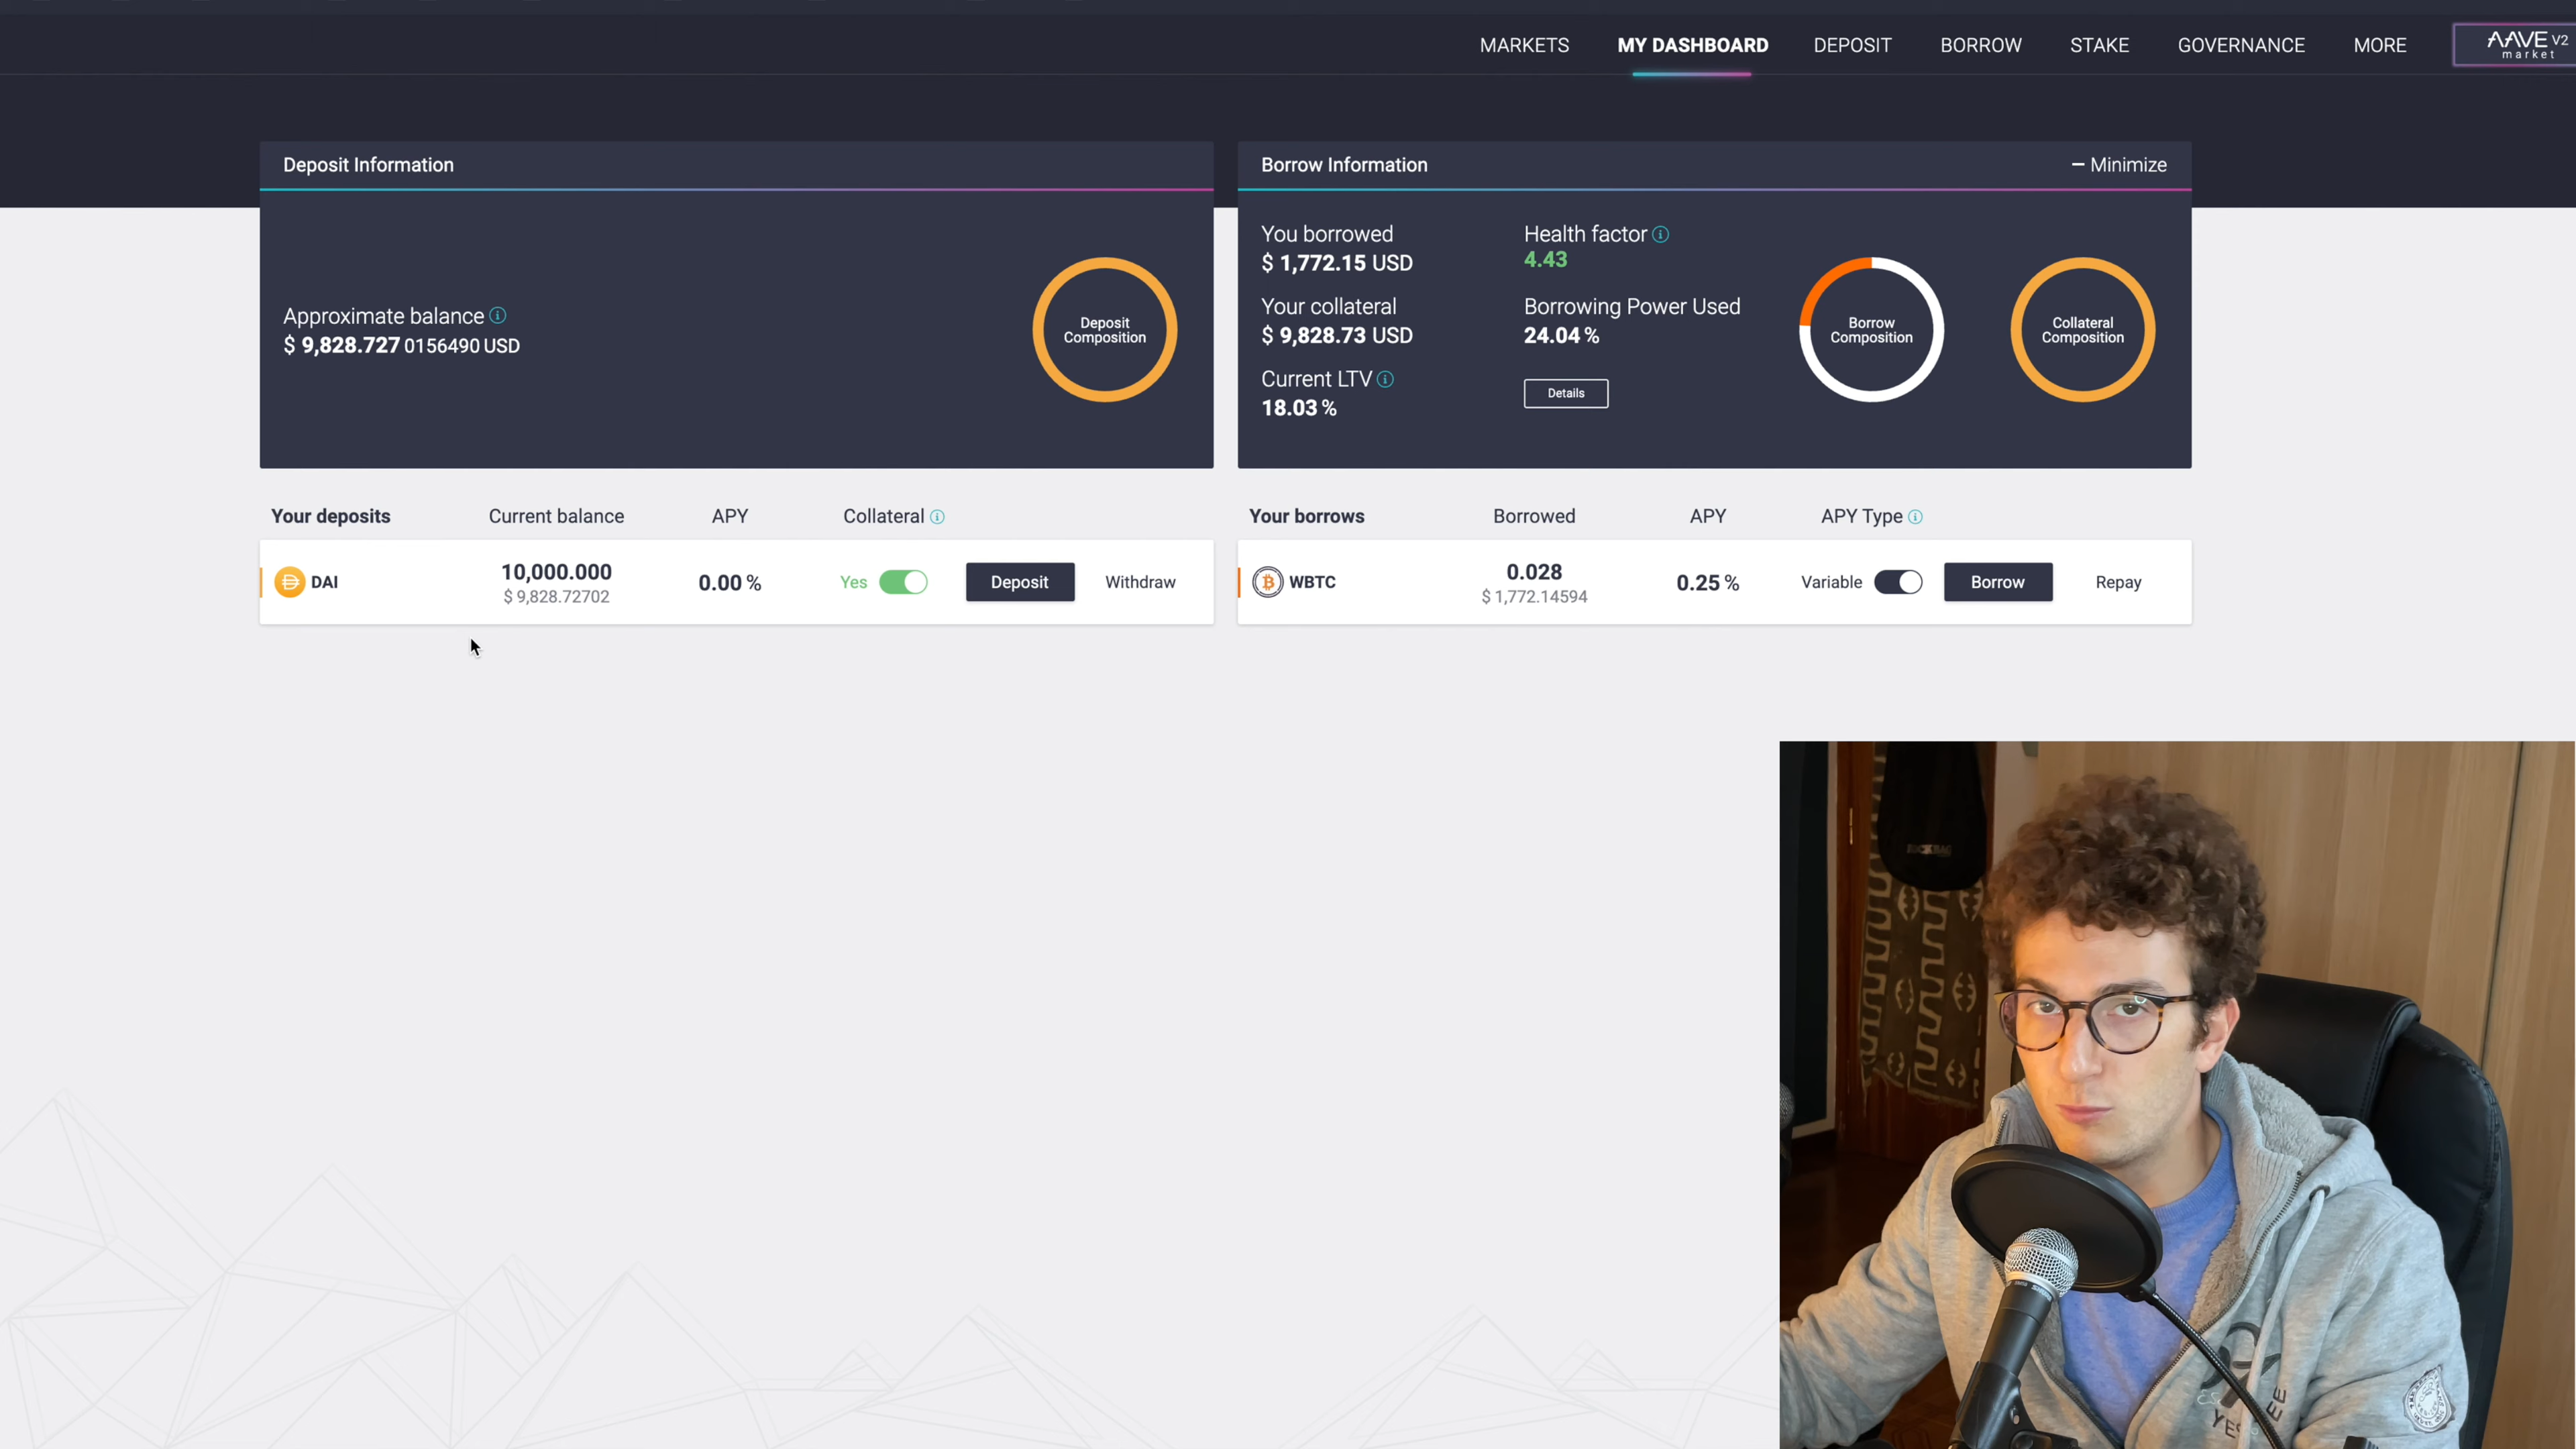 MARKETS MY DASHBOARD DEPOSIT BORROW STAKE GOVERNANCE MORE AAVE V2
market
Deposit Information
Approximate balance
$ 9,828.7270156490 USD
Deposit
Composition
Borrow Information
Minimize
You borrowed
$ 1,772.15 USD
Health factor
4.43
Your collateral
$ 9,828.73 USD
Borrowing Power Used
24.04 %
Current LTV
18.03 %
Details
Borrow
Composition
Collateral
Composition
Your deposits Current balance APY Collateral
DAI 10,000.000 0.00 % Yes Deposit Withdraw
$ 9,828.72702
Your borrows Borrowed APY APY Type
WBTC 0.028 0.25 % Variable Borrow Repay
$ 1,772.14594